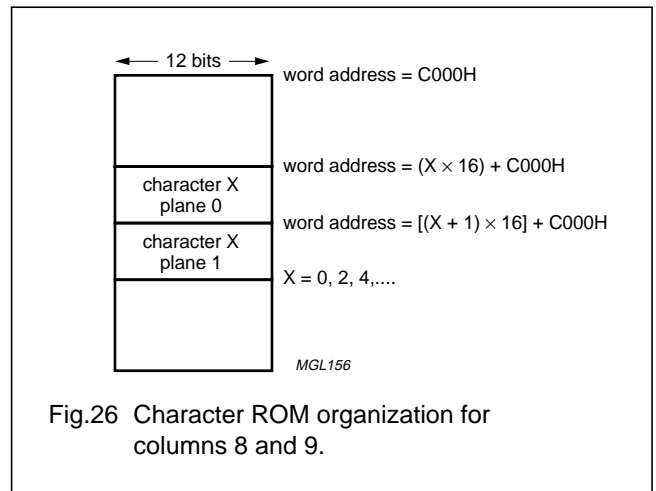 12 bits
word address = C000H
word address = (X × 16) + C000H
character X
plane 0
word address = [(X + 1) × 16] + C000H
character X
plane 1
X = 0, 2, 4,....
MGL156
Fig.26 Character ROM organization for
columns 8 and 9.